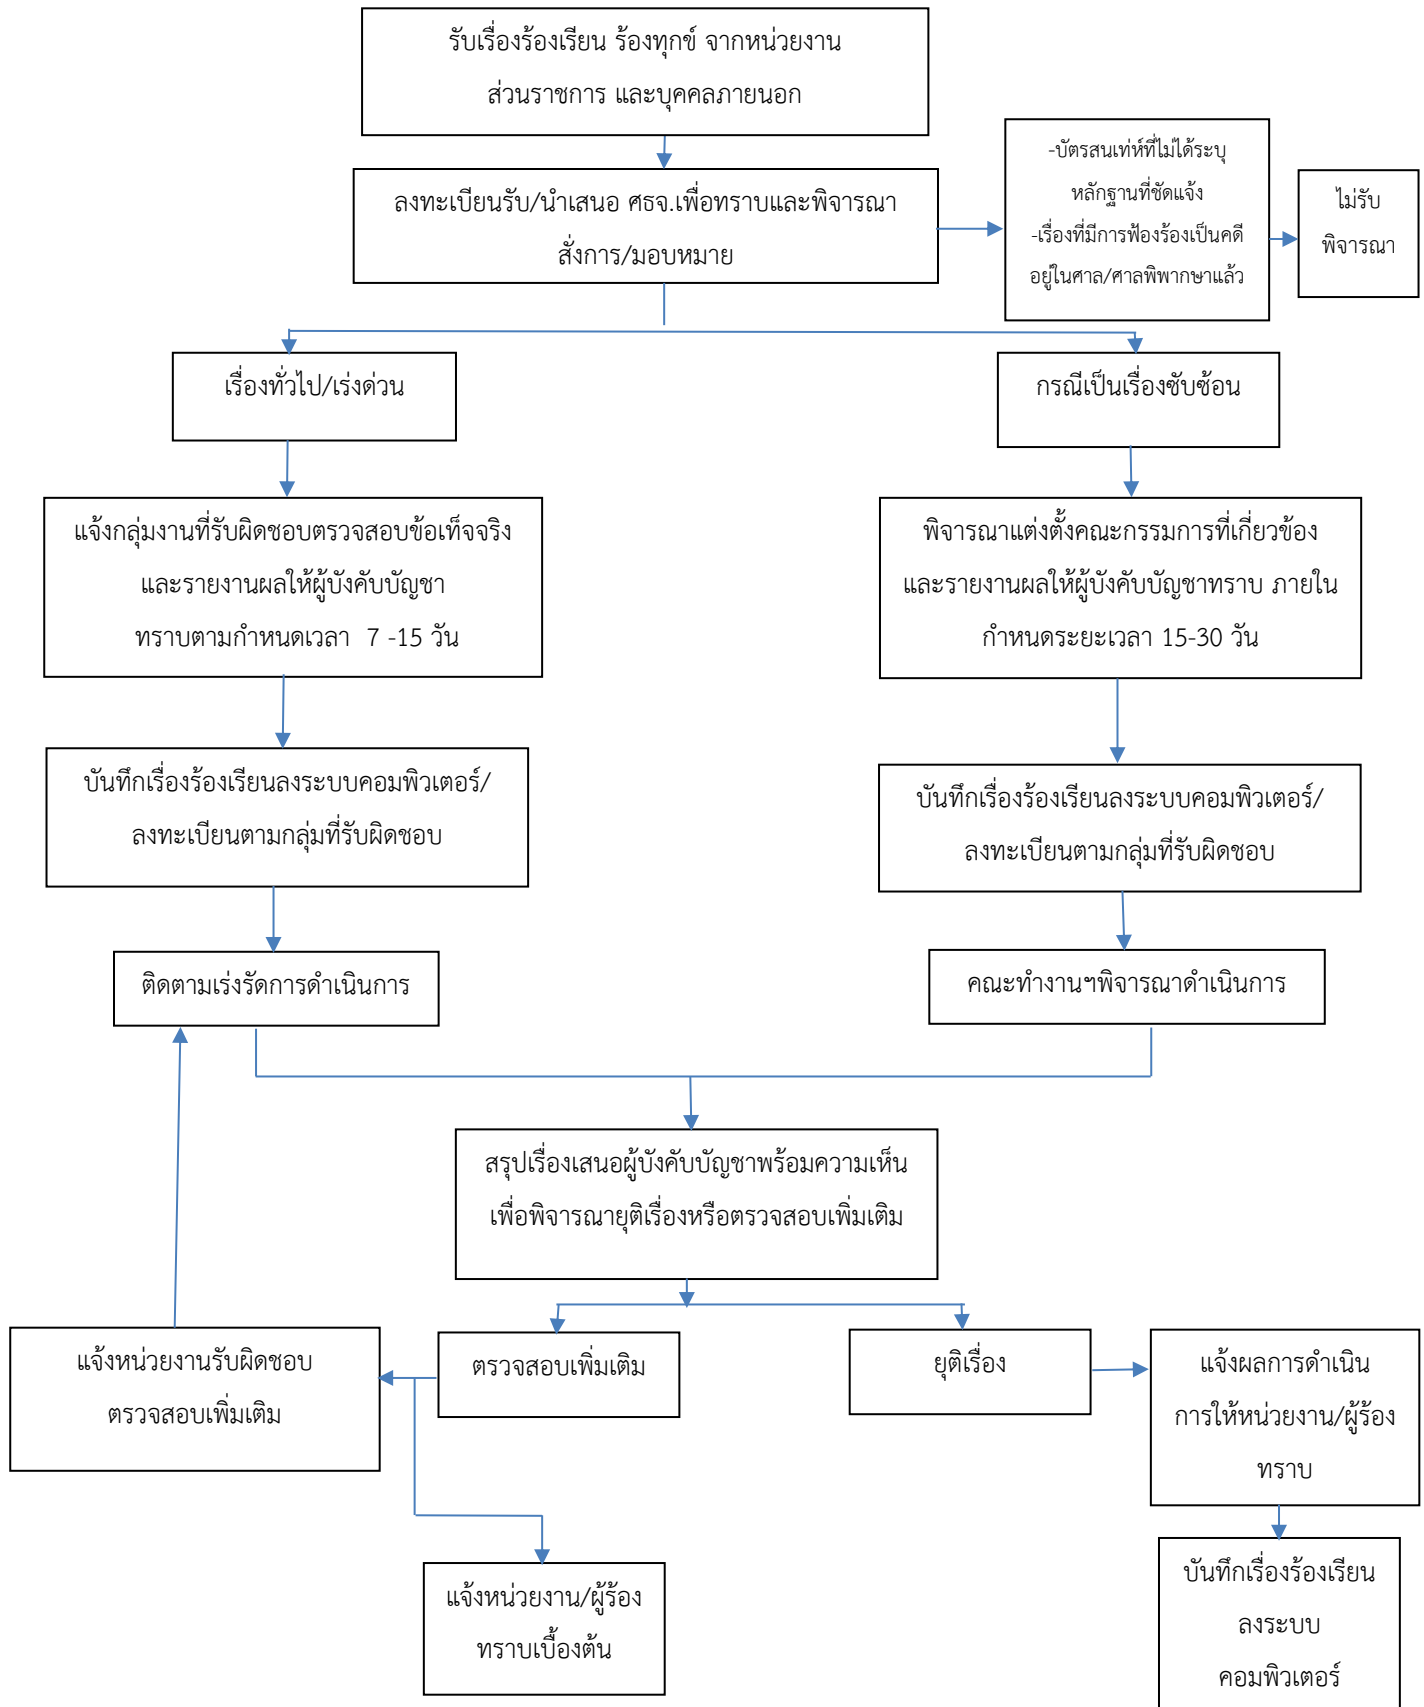 รับเรื่องร้องเรียน ร้องทุกข์ จากหน่วยงาน
ส่วนราชการ และบุคคลภายนอก
ลงทะเบียนรับ/นำเสนอ ศธจ.เพื่อทราบและพิจารณา
สั่งการ/มอบหมาย
-บัตรสนเท่ห์ที่ไม่ได้ระบุ
หลักฐานที่ชัดแจ้ง
-เรื่องที่มีการฟ้องร้องเป็นคดี
อยู่ในศาล/ศาลพิพากษาแล้ว
ไม่รับ
พิจารณา
เรื่องทั่วไป/เร่งด่วน
กรณีเป็นเรื่องซับซ้อน
แจ้งกลุ่มงานที่รับผิดชอบตรวจสอบข้อเท็จจริง
และรายงานผลให้ผู้บังคับบัญชา
ทราบตามกำหนดเวลา 7 -15 วัน
พิจารณาแต่งตั้งคณะกรรมการที่เกี่ยวข้อง
และรายงานผลให้ผู้บังคับบัญชาทราบ ภายใน
กำหนดระยะเวลา 15-30 วัน
บันทึกเรื่องร้องเรียนลงระบบคอมพิวเตอร์/
ลงทะเบียนตามกลุ่มที่รับผิดชอบ
บันทึกเรื่องร้องเรียนลงระบบคอมพิวเตอร์/
ลงทะเบียนตามกลุ่มที่รับผิดชอบ
ติดตามเร่งรัดการดำเนินการ
คณะทำงานฯพิจารณาดำเนินการ
สรุปเรื่องเสนอผู้บังคับบัญชาพร้อมความเห็น
เพื่อพิจารณายุติเรื่องหรือตรวจสอบเพิ่มเติม
แจ้งหน่วยงานรับผิดชอบ
ตรวจสอบเพิ่มเติม
ตรวจสอบเพิ่มเติม
ยุติเรื่อง
แจ้งผลการดำเนิน
การให้หน่วยงาน/ผู้ร้อง
ทราบ
แจ้งหน่วยงาน/ผู้ร้อง
ทราบเบื้องต้น
บันทึกเรื่องร้องเรียน
ลงระบบ
คอมพิวเตอร์